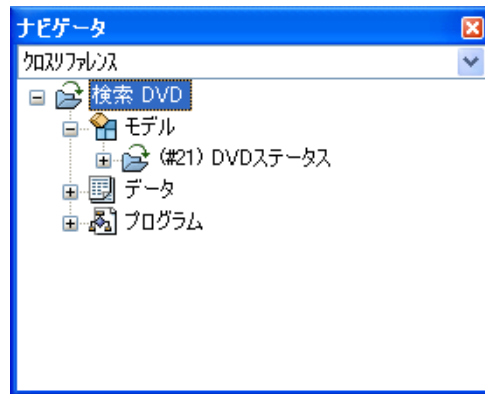 ナビゲータ
クロスリファレンス
検索 DVD
モデル
(#21) DVDステータス
データ
プログラム